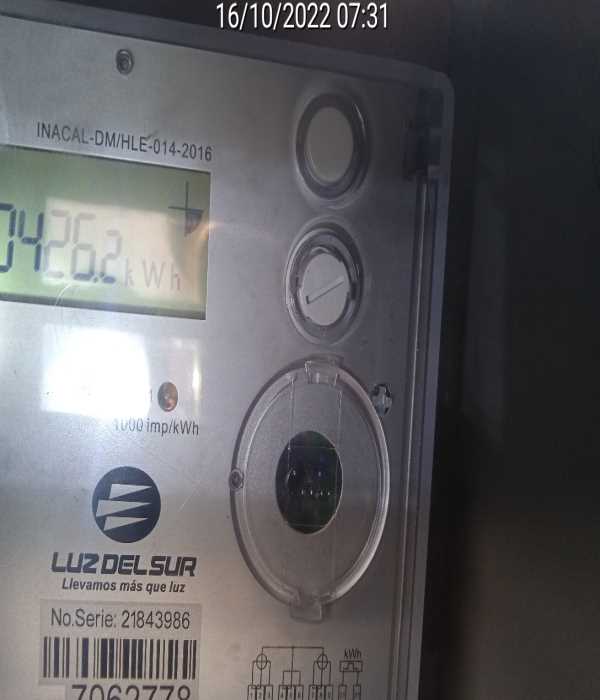 16/10/2022 07:31
INACAL-DM/HLE-014-2016
0426.2 kWh
1000 imp/kWh
LUZ DEL SUR
Llevamos más que luz
No.Serie: 21843986
7062778
kWh